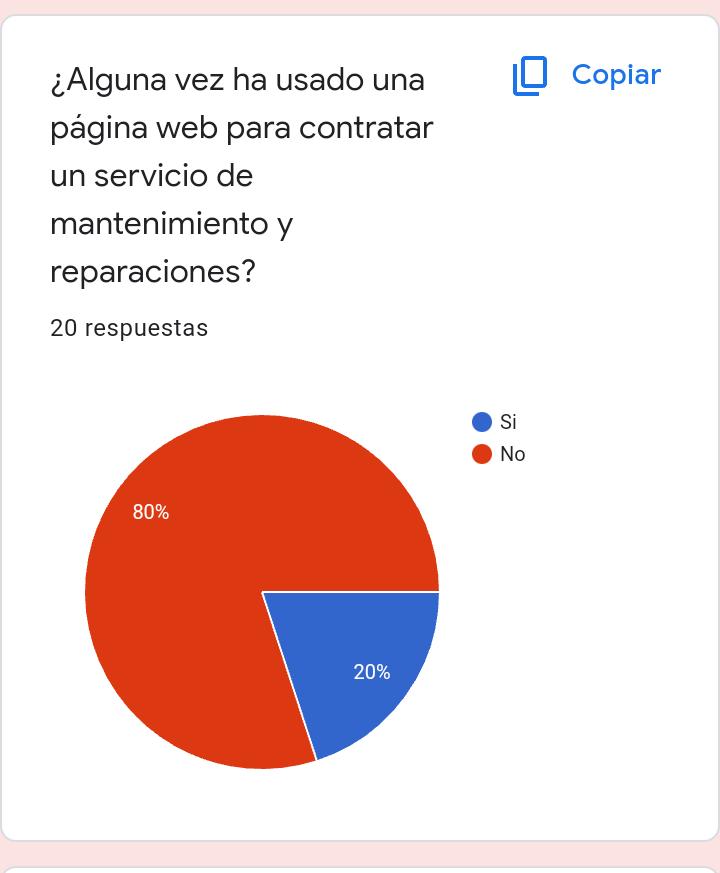 ¿Alguna vez ha usado una
página web para contratar
un servicio de
mantenimiento y
reparaciones?
Copiar
20 respuestas
Si
No
80%
20%